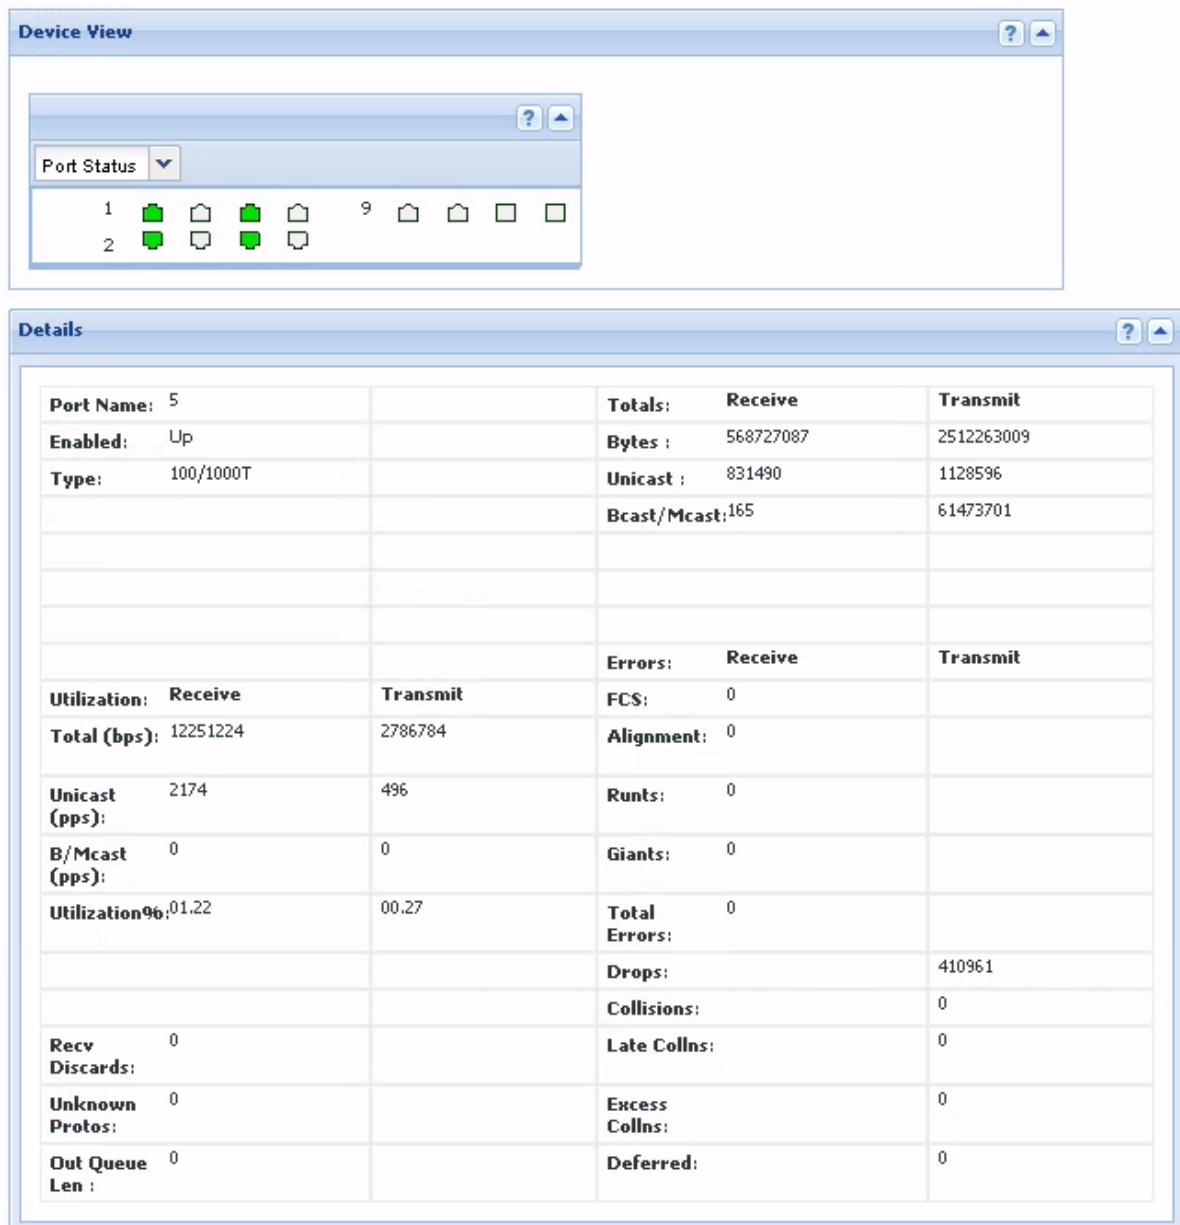 Device View
?
?
Port Status
1 9
2
Details
?
Port Name: 5 Totals: Receive Transmit
Enabled: Up Bytes : 568727087 2512263009
Type: 100/1000T Unicast : 831490 1128596
Bcast/Mcast: 165 61473701
Errors: Receive Transmit
Utilization: Receive Transmit FCS: 0
Total (bps): 12251224 2786784 Alignment: 0
Unicast 2174 496 Runts: 0
(pps):
B/Mcast 0 0 Giants: 0
(pps):
Utilization%: 01.22 00.27 Total 0
Errors:
Drops: 410961
Collisions: 0
Recv 0 Late Collns: 0
Discards:
Unknown 0 Excess 0
Protos: Collns:
Out Queue 0 Deferred: 0
Len :